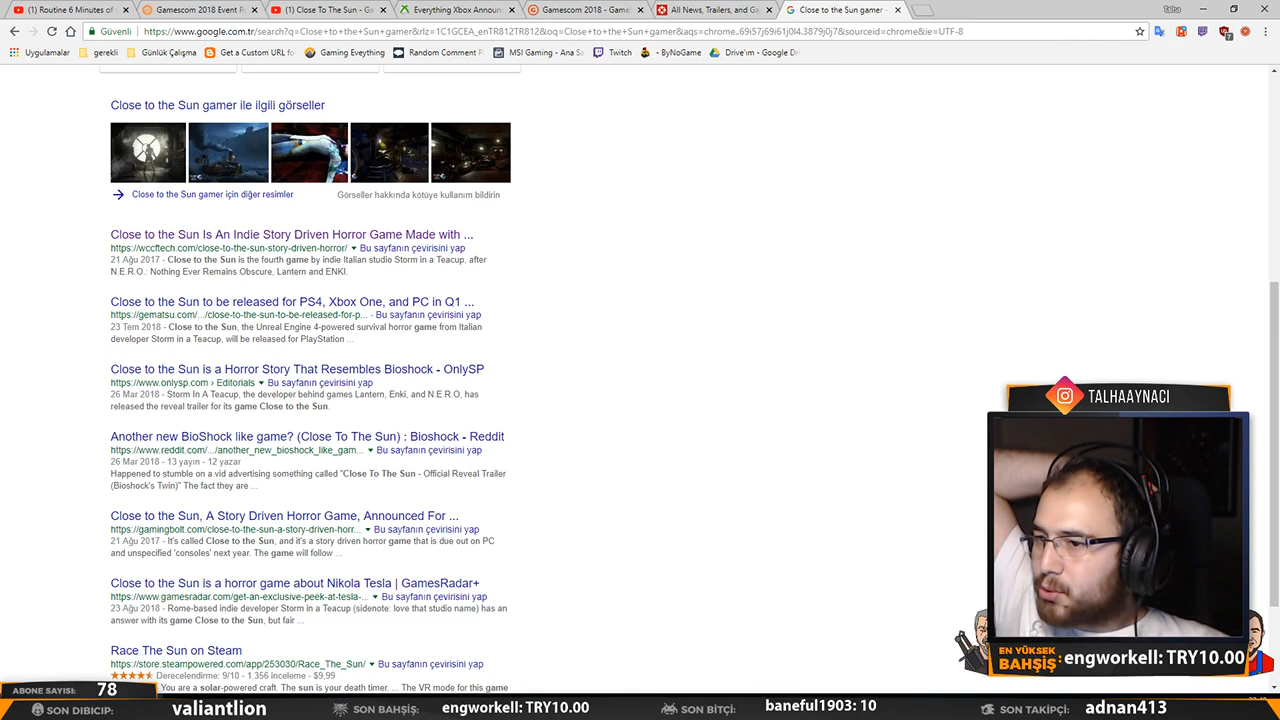 (1) Routine 6 Minutes of
Gamescom 2018 Event R
(1) Close To The Sun - Ga
Everything Xbox Announ
Gamescom 2018 - Game
All News, Trailers, and Ga
Close to the Sun gamer -
Talha
Güvenli
https://www.google.com.tr/search?q=Close+to+the+Sun+gamer&rlz=1C1GCEA_enTR812TR812&oq=Close+to+the+Sun+gamer&aqs=chrome..69i57j69i61j0l4.3879j0j7&sourceid=chrome&ie=UTF-8
Uygulamalar
gerekli
Günlük Çalışma
Get a Custom URL for
Gaming Eveything
Random Comment P
MSI Gaming - Ana Sa
Twitch
- ByNoGame
Drive'ım - Google Dr
Close to the Sun gamer ile ilgili görseller
Close to the Sun gamer için diğer resimler
Görseller hakkında kötüye kullanım bildirin
Close to the Sun Is An Indie Story Driven Horror Game Made with ...
https://wccftech.com/close-to-the-sun-story-driven-horror/ Bu sayfanın çevirisini yap
21 Ağu 2017 - Close to the Sun is the fourth game by indie Italian studio Storm in a Teacup, after
N.E.R.O.: Nothing Ever Remains Obscure, Lantern and ENKI.
Close to the Sun to be released for PS4, Xbox One, and PC in Q1 ...
https://gematsu.com/.../close-to-the-sun-to-be-released-for-p... - Bu sayfanın çevirisini yap
23 Tem 2018 - Close to the Sun, the Unreal Engine 4-powered survival horror game from Italian
developer Storm in a Teacup, will be released for PlayStation ...
Close to the Sun is a Horror Story That Resembles Bioshock - OnlySP
https://www.onlysp.com › Editorials Bu sayfanın çevirisini yap
26 Mar 2018 - Storm In A Teacup, the developer behind games Lantern, Enki, and N.E.R.O., has
released the reveal trailer for its game Close to the Sun.
Another new BioShock like game? (Close To The Sun) : Bioshock - Reddit
https://www.reddit.com/.../another_new_bioshock_like_gam... Bu sayfanın çevirisini yap
26 Mar 2018 - 13 yayın - 12 yazar
Happened to stumble on a vid advertising something called "Close To The Sun - Official Reveal Trailer
(Bioshock's Twin)" The fact they are ...
Close to the Sun, A Story Driven Horror Game, Announced For ...
https://gamingbolt.com/close-to-the-sun-a-story-driven-horr... Bu sayfanın çevirisini yap
21 Ağu 2017 - It's called Close to the Sun, and it's a story driven horror game that is due out on PC
and unspecified 'consoles' next year. The game will follow ...
Close to the Sun is a horror game about Nikola Tesla | GamesRadar+
https://www.gamesradar.com/get-an-exclusive-peek-at-tesla-... Bu sayfanın çevirisini yap
23 Ağu 2018 - Rome-based indie developer Storm in a Teacup (sidenote: love that studio name) has an
answer with its game Close to the Sun, but fair ...
Race The Sun on Steam
https://store.steampowered.com/app/253030/Race_The_Sun/ Bu sayfanın çevirisini yap
Derecelendirme: 9/10 - 1.356 inceleme - $9,99
You are a solar-powered craft. The sun is your death timer. ... The VR mode for this game
TALHAAYNACI
EN YÜKSEK
BAHŞİŞ: engworkell: TRY10.00
ABONE SAYISI: 78
SON DIBICIP: valiantlion
SON BAHŞİŞ: engworkell: TRY10.00
SON BİTÇİ: baneful1903: 10
SON TAKİPÇİ: adnan413